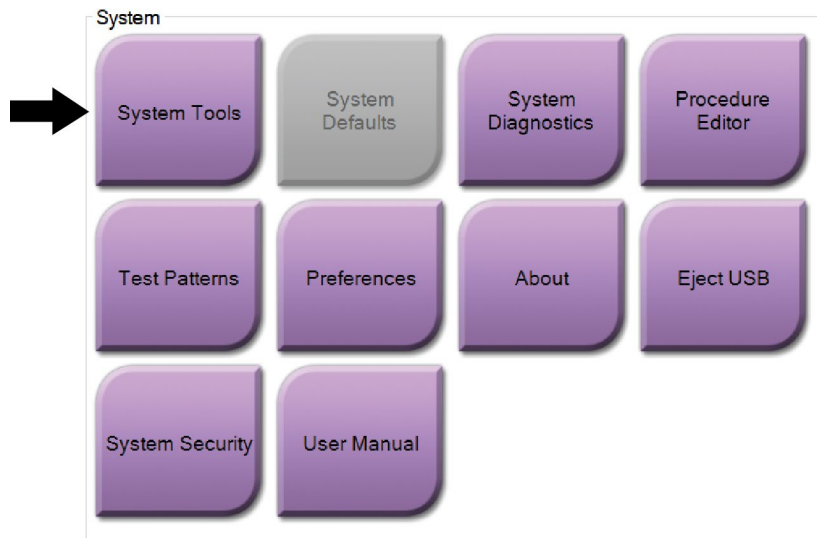 System
System Tools
System
Defaults
System
Diagnostics
Procedure
Editor
Test Patterns
Preferences
About
Eject USB
System Security
User Manual